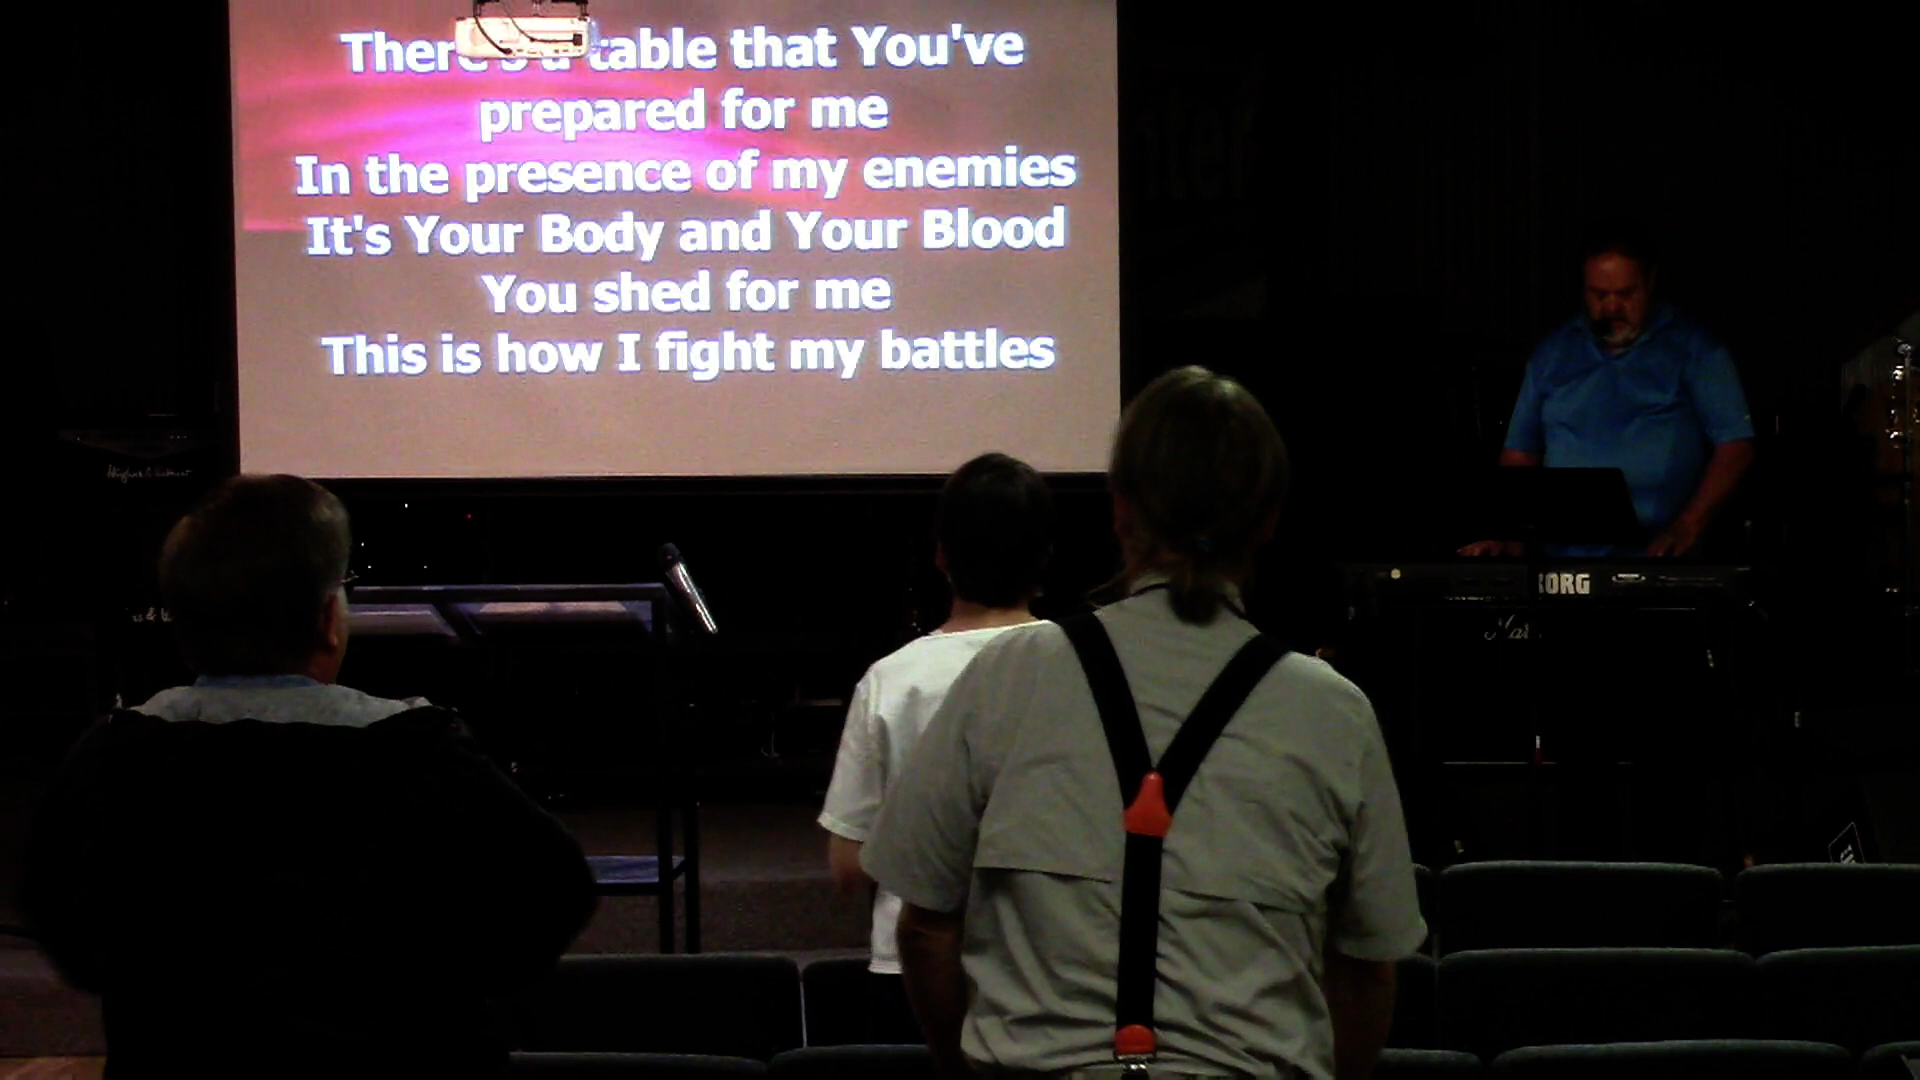 There's a table that You've
prepared for me
In the presence of my enemies
It's Your Body and Your Blood
You shed for me
This is how I fight my battles
KORG